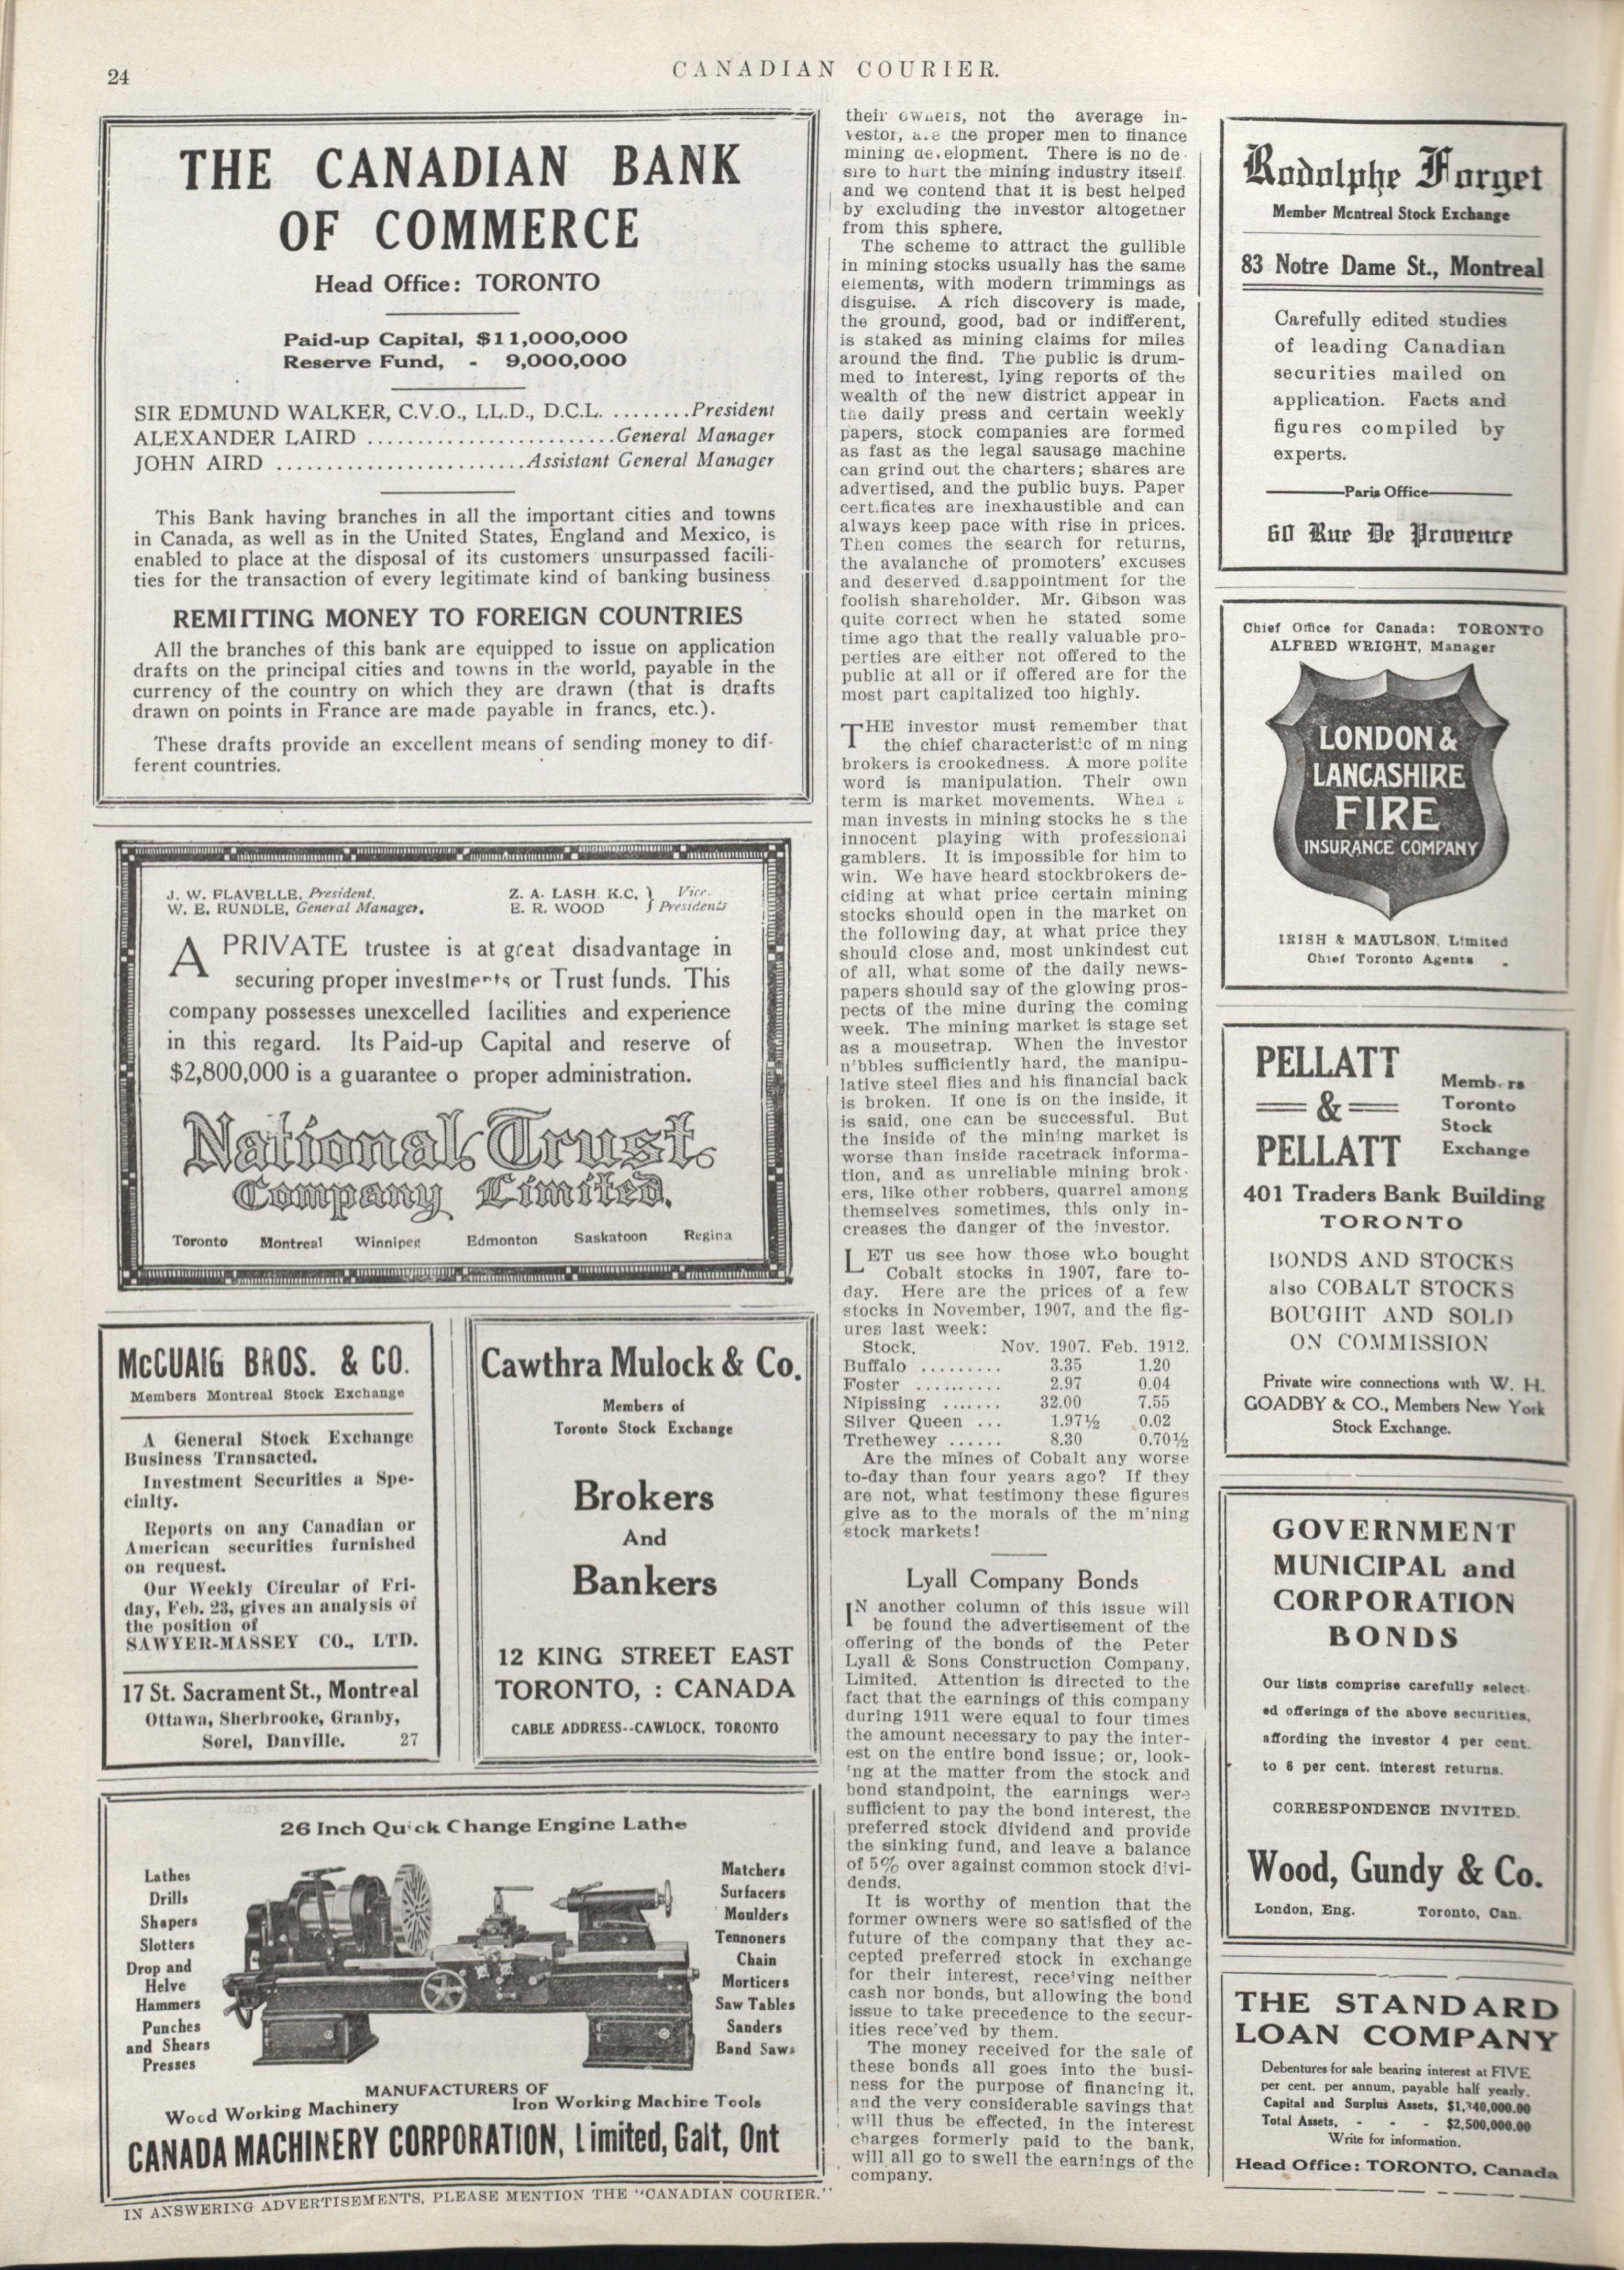 24
CANADIAN COURIER.
THE CANADIAN BANK
OF COMMERCE
Head Office: TORONTO
Paid-up Capital, $11,000,000
Reserve Fund, - 9,000,000
SIR EDMUND WALKER, C.V.O., LL.D., D.C.L. ........President
ALEXANDER LAIRD ........................General Manager
JOHN AIRD ........................Assistant General Manager
This Bank having branches in all the important cities and towns
in Canada, as well as in the United States, England and Mexico, is
enabled to place at the disposal of its customers unsurpassed facili-
ties for the transaction of every legitimate kind of banking business
REMITTING MONEY TO FOREIGN COUNTRIES
All the branches of this bank are equipped to issue on application
drafts on the principal cities and towns in the world, payable in the
currency of the country on which they are drawn (that is drafts
drawn on points in France are made payable in francs, etc.).
These drafts provide an excellent means of sending money to dif-
ferent countries.
J. W. FLAVELLE, President.
W. E. RUNDLE, General Manager.
Z. A. LASH. K.C, } Vice-
E. R. WOOD } Presidents
A PRIVATE trustee is at great disadvantage in
securing proper investments or Trust funds. This
company possesses unexcelled facilities and experience
in this regard. Its Paid-up Capital and reserve of
$2,800,000 is a guarantee o proper administration.
National Trust
Company Limited.
Toronto Montreal Winnipeg Edmonton Saskatoon Regina
McCUAIG BROS. & CO.
Members Montreal Stock Exchange
A General Stock Exchange
Business Transacted.
Investment Securities a Spe-
cialty.
Reports on any Canadian or
American securities furnished
on request.
Our Weekly Circular of Fri-
day, Feb. 23, gives an analysis of
the position of
SAWYER-MASSEY CO., LTD.
17 St. Sacrament St., Montreal
Ottawa, Sherbrooke, Granby,
Sorel, Danville. 27
Cawthra Mulock & Co.
Members of
Toronto Stock Exchange
Brokers
And
Bankers
12 KING STREET EAST
TORONTO, : CANADA
CABLE ADDRESS--CAWLOCK, TORONTO
26 Inch Quick Change Engine Lathe
Lathes
Drills
Shapers
Slotters
Drop and
Helve
Hammers
Punches
and Shears
Presses
Matchers
Surfacers
Moulders
Tennoners
Chain
Morticers
Saw Tables
Sanders
Band Saws
MANUFACTURERS OF
Wood Working Machinery Iron Working Machine Tools
CANADA MACHINERY CORPORATION, Limited, Galt, Ont
IN ANSWERING ADVERTISEMENTS, PLEASE MENTION THE "CANADIAN COURIER."
their owners, not the average in-
vestor, are the proper men to finance
mining development. There is no de-
sire to hurt the mining industry itself
and we contend that it is best helped
by excluding the investor altogether
from this sphere.
The scheme to attract the gullible
in mining stocks usually has the same
elements, with modern trimmings as
disguise. A rich discovery is made,
the ground, good, bad or indifferent,
is staked as mining claims for miles
around the find. The public is drum-
med to interest, lying reports of the
wealth of the new district appear in
the daily press and certain weekly
papers, stock companies are formed
as fast as the legal sausage machine
can grind out the charters; shares are
advertised, and the public buys. Paper
certificates are inexhaustible and can
always keep pace with rise in prices.
Then comes the search for returns,
the avalanche of promoters' excuses
and deserved disappointment for the
foolish shareholder. Mr. Gibson was
quite correct when he stated some
time ago that the really valuable pro-
perties are either not offered to the
public at all or if offered are for the
most part capitalized too highly.
THE investor must remember that
the chief characteristic of m ning
brokers is crookedness. A more polite
word is manipulation. Their own
term is market movements. When a
man invests in mining stocks he s the
innocent playing with professional
gamblers. It is impossible for him to
win. We have heard stockbrokers de-
ciding at what price certain mining
stocks should open in the market on
the following day, at what price they
should close and, most unkindest cut
of all, what some of the daily news-
papers should say of the glowing pros-
pects of the mine during the coming
week. The mining market is stage set
as a mousetrap. When the investor
nibbles sufficiently hard, the manipu-
lative steel flies and his financial back
is broken. If one is on the inside, it
is said, one can be successful. But
the inside of the mining market is
worse than inside racetrack informa-
tion, and as unreliable mining brok-
ers, like other robbers, quarrel among
themselves sometimes, this only in-
creases the danger of the investor.
LET us see how those who bought
Cobalt stocks in 1907, fare to-
day. Here are the prices of a few
stocks in November, 1907, and the fig-
ures last week:
Stock. Nov. 1907. Feb. 1912.
Buffalo ......... 3.35 1.20
Foster .......... 2.97 0.04
Nipissing ....... 32.00 7.55
Silver Queen ... 1.97½ 0.02
Trethewey ...... 8.30 0.70½
Are the mines of Cobalt any worse
to-day than four years ago? If they
are not, what testimony these figures
give as to the morals of the mining
stock markets!
Lyall Company Bonds
IN another column of this issue will
be found the advertisement of the
offering of the bonds of the Peter
Lyall & Sons Construction Company,
Limited. Attention is directed to the
fact that the earnings of this company
during 1911 were equal to four times
the amount necessary to pay the inter-
est on the entire bond issue; or, look-
ing at the matter from the stock and
bond standpoint, the earnings were
sufficient to pay the bond interest, the
preferred stock dividend and provide
the sinking fund, and leave a balance
of 5% over against common stock divi-
dends.
It is worthy of mention that the
former owners were so satisfied of the
future of the company that they ac-
cepted preferred stock in exchange
for their interest, receiving neither
cash nor bonds, but allowing the bond
issue to take precedence to the secur-
ities received by them.
The money received for the sale of
these bonds all goes into the busi-
ness for the purpose of financing it,
and the very considerable savings that
will thus be effected, in the interest
charges formerly paid to the bank,
will all go to swell the earnings of the
company.
Rodolphe Forget
Member Montreal Stock Exchange
83 Notre Dame St., Montreal
Carefully edited studies
of leading Canadian
securities mailed on
application. Facts and
figures compiled by
experts.
Paris Office
60 Rue De Provence
Chief Office for Canada: TORONTO
ALFRED WRIGHT, Manager
LONDON &
LANCASHIRE
FIRE
INSURANCE COMPANY
IRISH & MAULSON, Limited
Chief Toronto Agents
PELLATT
&
PELLATT
Members
Toronto
Stock
Exchange
401 Traders Bank Building
TORONTO
BONDS AND STOCKS
also COBALT STOCKS
BOUGHT AND SOLD
ON COMMISSION
Private wire connections with W. H.
GOADBY & CO., Members New York
Stock Exchange.
GOVERNMENT
MUNICIPAL and
CORPORATION
BONDS
Our lists comprise carefully select-
ed offerings of the above securities,
affording the investor 4 per cent.
to 6 per cent. interest returns.
CORRESPONDENCE INVITED.
Wood, Gundy & Co.
London, Eng. Toronto, Can.
THE STANDARD
LOAN COMPANY
Debentures for sale bearing interest at FIVE
per cent. per annum, payable half yearly.
Capital and Surplus Assets, $1,340,000.00
Total Assets, - - - $2,500,000.00
Write for information.
Head Office: TORONTO, Canada